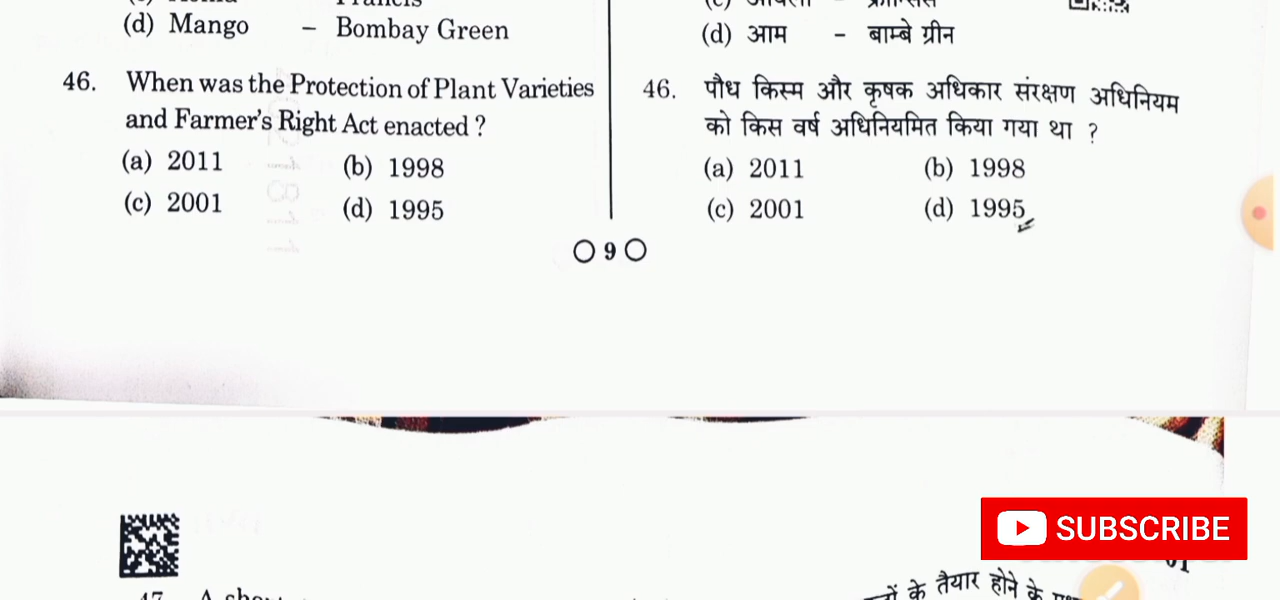 (d) Mango – Bombay Green
46. When was the Protection of Plant Varieties
and Farmer's Right Act enacted ?
(a) 2011 (b) 1998
(c) 2001 (d) 1995
(d) आम - बाम्बे ग्रीन
46. पौध किस्म और कृषक अधिकार संरक्षण अधिनियम
को किस वर्ष अधिनियमित किया गया था ?
(a) 2011 (b) 1998
(c) 2001 (d) 1995
9
SUBSCRIBE
के तैयार होने के